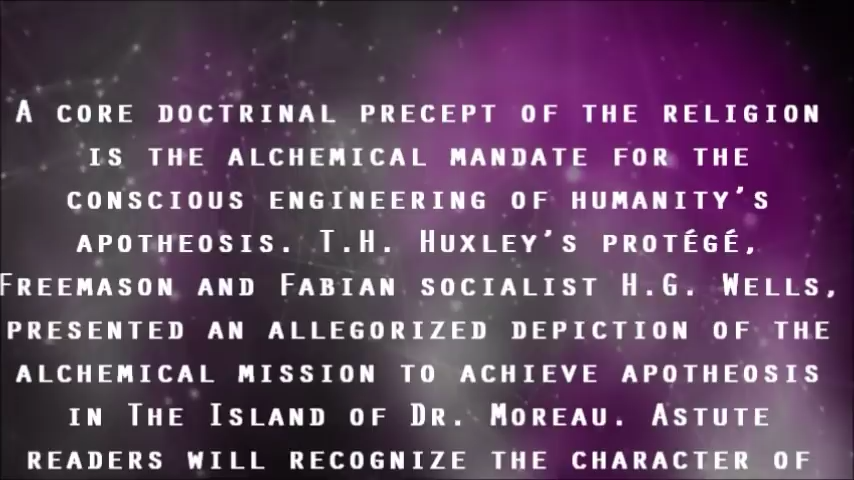 A core doctrinal precept of the religion
is the alchemical mandate for the
conscious engineering of humanity's
apotheosis. T.H. Huxley's protégé,
Freemason and Fabian socialist H.G. Wells,
presented an allegorized depiction of the
alchemical mission to achieve apotheosis
in The Island of Dr. Moreau. Astute
readers will recognize the character of